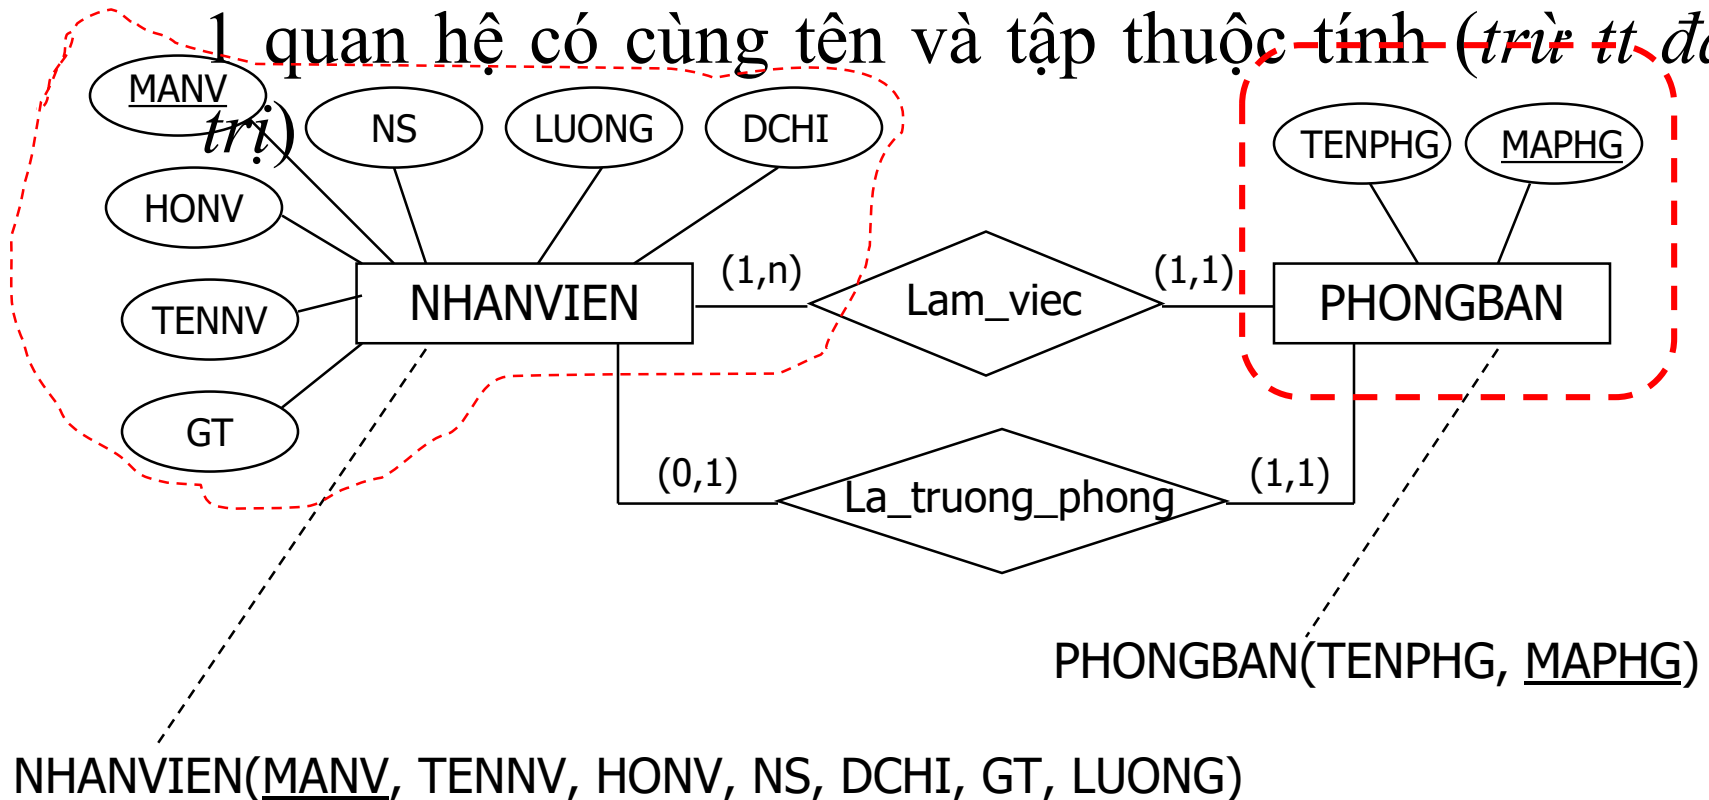 1 quan hệ có cùng tên và tập thuộc tính (trừ tt
trị)
MANV
NS
LUONG
DCHI
TENPHG
MAPHG
HONV
TENNV
GT
NHANVIEN
(1,n)
Lam_viec
(1,1)
PHONGBAN
(0,1)
La_truong_phong
(1,1)
PHONGBAN(TENPHG, MAPHG)
NHANVIEN(MANV, TENNV, HONV, NS, DCHI, GT, LUONG)